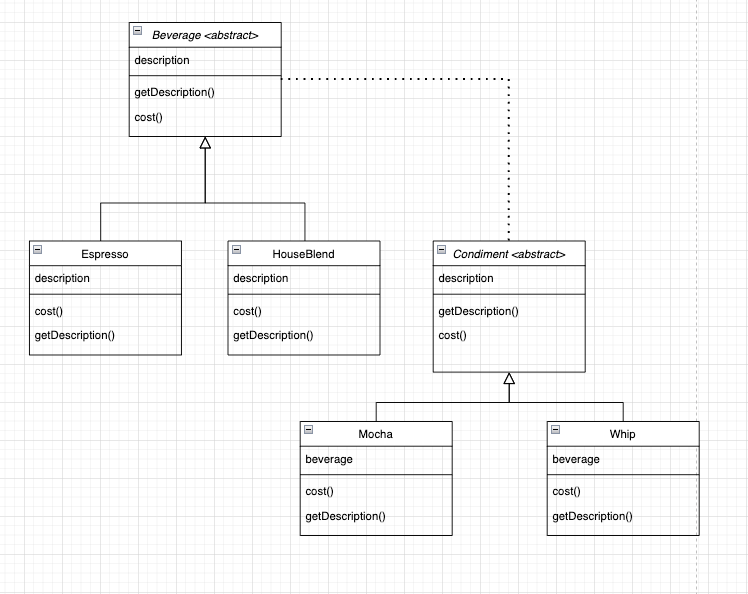 Beverage <abstract>
description
getDescription()
cost()
Espresso
description
cost()
getDescription()
HouseBlend
description
cost()
getDescription()
Condiment <abstract>
description
getDescription()
cost()
Mocha
beverage
cost()
getDescription()
Whip
beverage
cost()
getDescription()